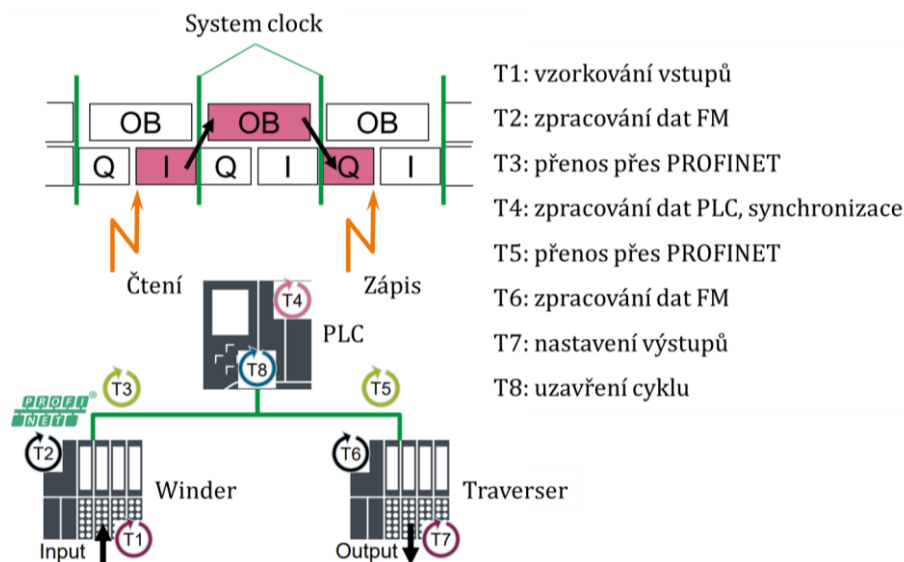 System clock
OB OB OB
Q I Q I Q I
Čtení
Zápis
T1: vzorkování vstupů
T2: zpracování dat FM
T3: přenos přes PROFINET
T4: zpracování dat PLC, synchronizace
T5: přenos přes PROFINET
T6: zpracování dat FM
T7: nastavení výstupů
T8: uzavření cyklu
T4
PLC
T8
T3
T5
PROFI
NET®
T2
T6
Winder
Traverser
Input
T1
Output
T7